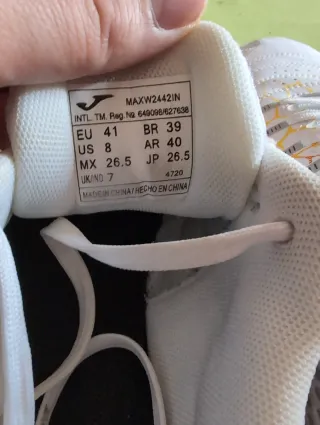 MAXW2442IN
INTL. TM. Reg. No. 649096/627638
EU 41 BR 39
US 8 AR 40
MX 26.5 JP 26.5
UK/IND 7 4720
MADE IN CHINA / HECHO EN CHINA